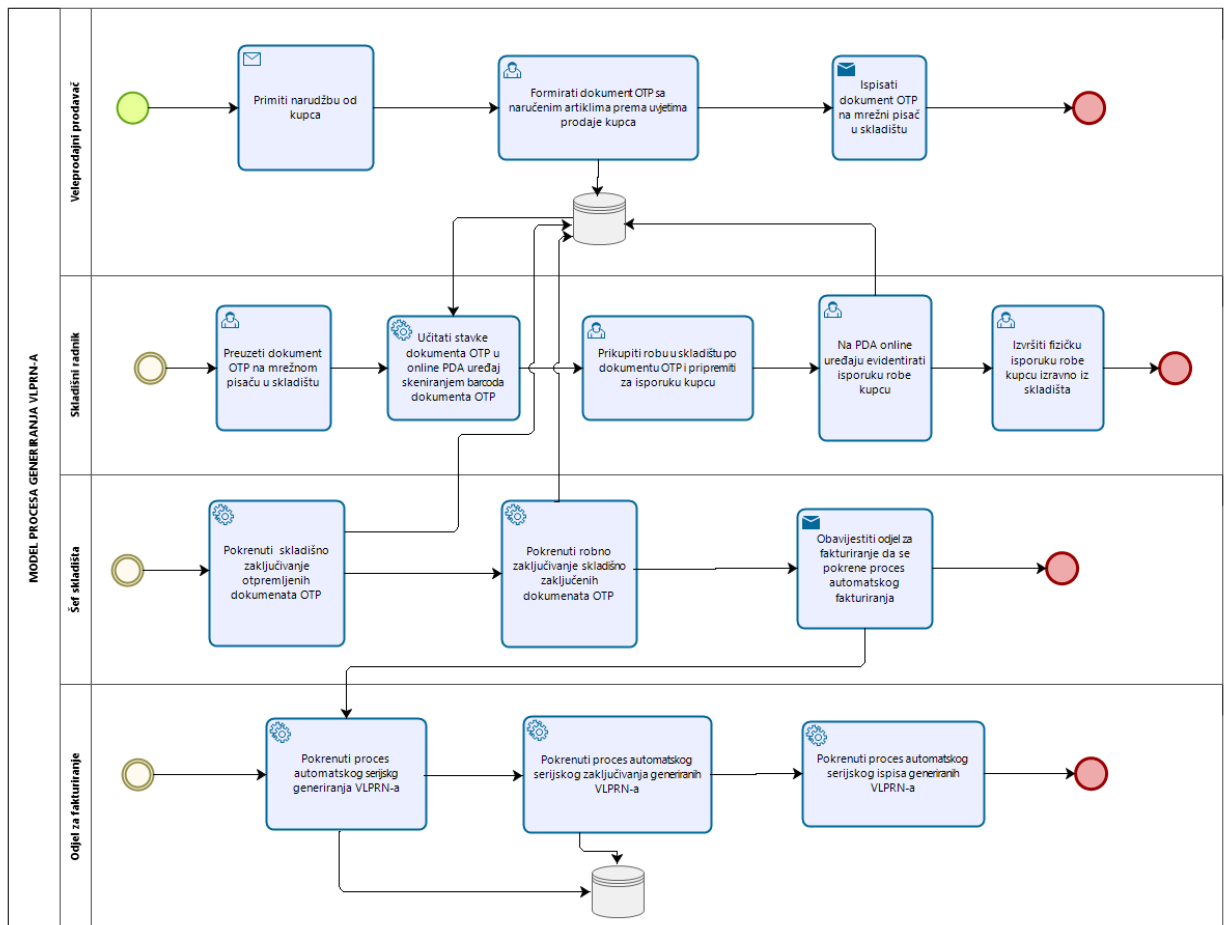 MODEL PROCESA GENERIRANJA VLPRN-A
Veleprodajni prodavač
Primiti narudžbu od
kupca
Formirati dokument OTP sa
naručenim artiklima prema uvjetima
prodaje kupca
Ispisati
dokument OTP
na mrežni pisač
u skladištu
Skladišni radnik
Preuzeti dokument
OTP na mrežnom
pisaču u skladištu
Učitati stavke
dokumenta OTP u
online PDA uređaj
skeniranjem barcoda
dokumenta OTP
Prikupiti robu u skladištu po
dokumentu OTP i pripremiti
za isporuku kupcu
Na PDA online
uređaju evidentirati
isporuku robe
kupcu
Izvršiti fizičku
isporuku robe
kupcu izravno iz
skladišta
Šef skladišta
Pokrenuti skladišno
zaključivanje
otpremljenih
dokumenata OTP
Pokrenuti robno
zaključivanje skladišno
zaključenih
dokumenata OTP
Obavijestiti odjel za
fakturiranje da se
pokrene proces
automatskog
fakturiranja
Odjel za fakturiranje
Pokrenuti proces
automatskog serijskg
generiranja VLPRN-a
Pokrenuti proces automatskog
serijskog zaključivanja generiranih
VLPRN-a
Pokrenuti proces automatskog
serijskog ispisa generiranih
VLPRN-a